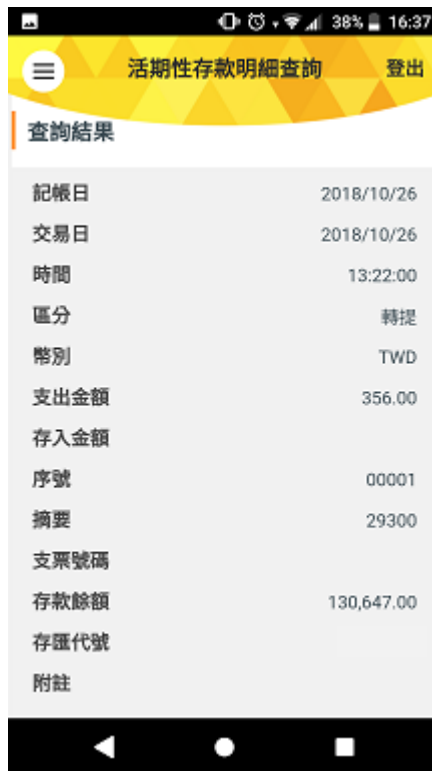 38% 16:37
活期性存款明細查詢 登出
查詢結果
記帳日 2018/10/26
交易日 2018/10/26
時間 13:22:00
區分 轉提
幣別 TWD
支出金額 356.00
存入金額
序號 00001
摘要 29300
支票號碼
存款餘額 130,647.00
存匯代號
附註